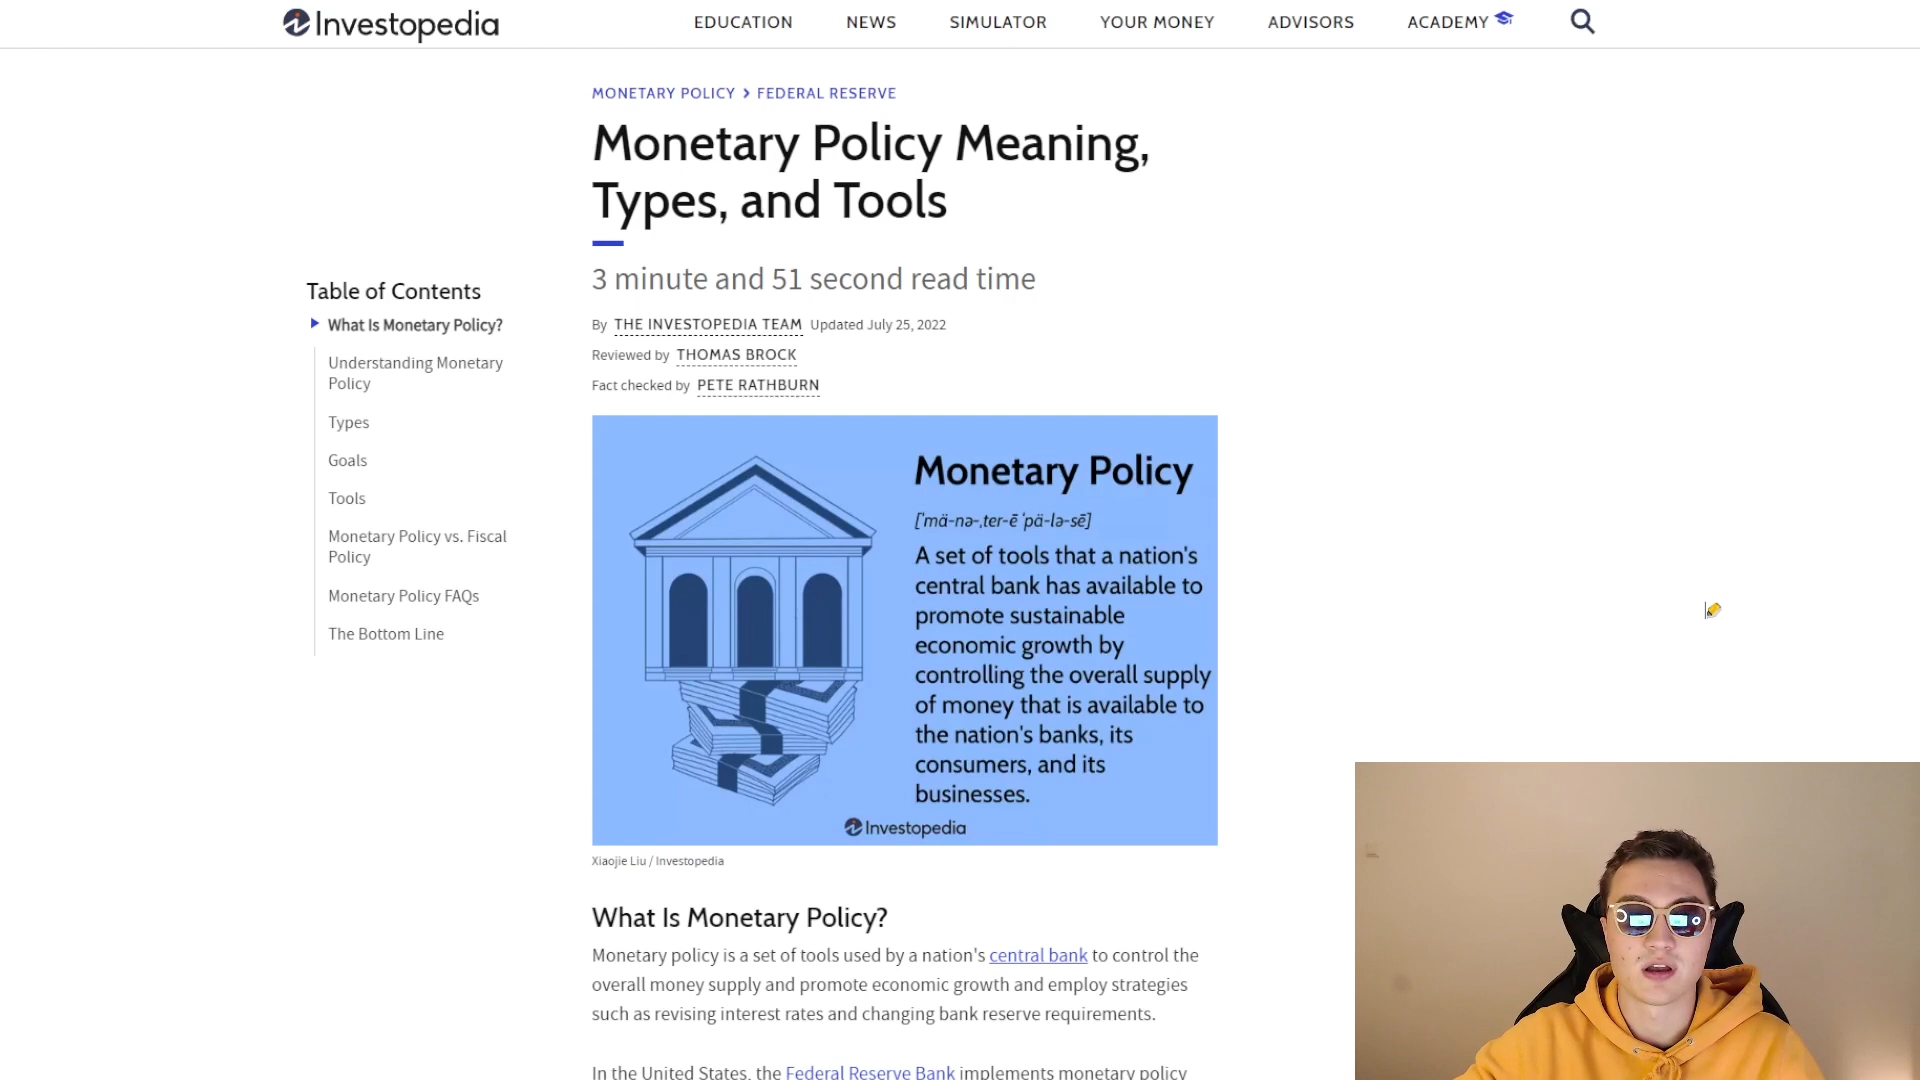 Investopedia
EDUCATION NEWS SIMULATOR YOUR MONEY ADVISORS ACADEMY
MONETARY POLICY > FEDERAL RESERVE
Monetary Policy Meaning,
Types, and Tools
3 minute and 51 second read time
By THE INVESTOPEDIA TEAM Updated July 25, 2022
Reviewed by THOMAS BROCK
Fact checked by PETE RATHBURN
Table of Contents
What Is Monetary Policy?
Understanding Monetary
Policy
Types
Goals
Tools
Monetary Policy vs. Fiscal
Policy
Monetary Policy FAQs
The Bottom Line
Monetary Policy
['mä-nə-,ter-ē 'pä-lə-sē]
A set of tools that a nation's
central bank has available to
promote sustainable
economic growth by
controlling the overall supply
of money that is available to
the nation's banks, its
consumers, and its
businesses.
Investopedia
Xiaojie Liu / Investopedia
What Is Monetary Policy?
Monetary policy is a set of tools used by a nation's central bank to control the
overall money supply and promote economic growth and employ strategies
such as revising interest rates and changing bank reserve requirements.
In the United States, the Federal Reserve Bank implements monetary policy